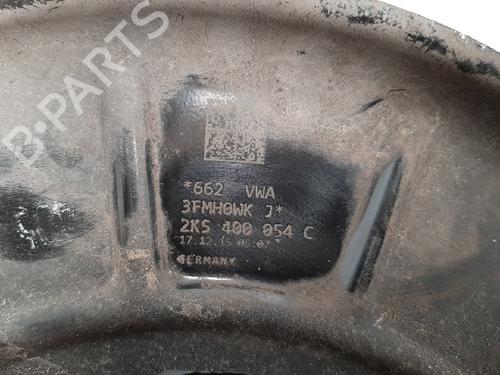 B-PARTS
*662 VWA
3FMH0WK J*
2K5 400 054 C
17.12.15 05:07
GERMANY